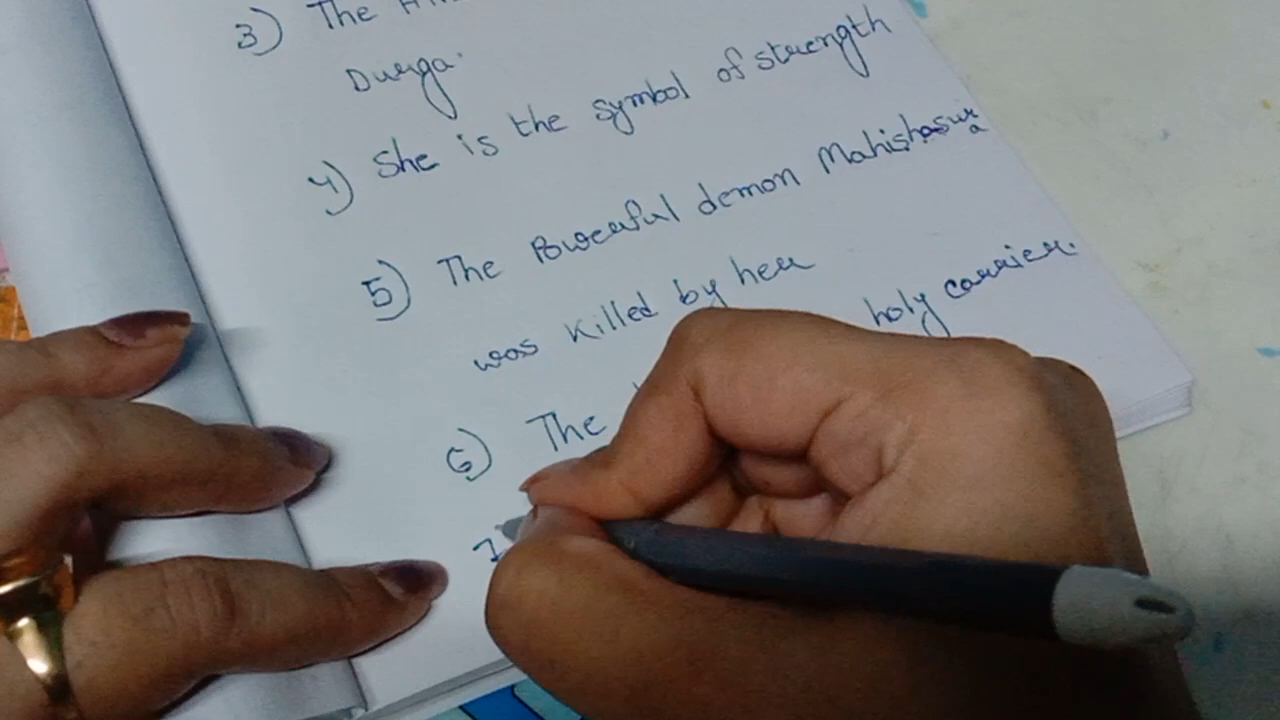 3) The
Durga.
4) She is the symbol of strength
5) The Powerful demon Mahishasura
was killed by her
6) The holy carrier.
7